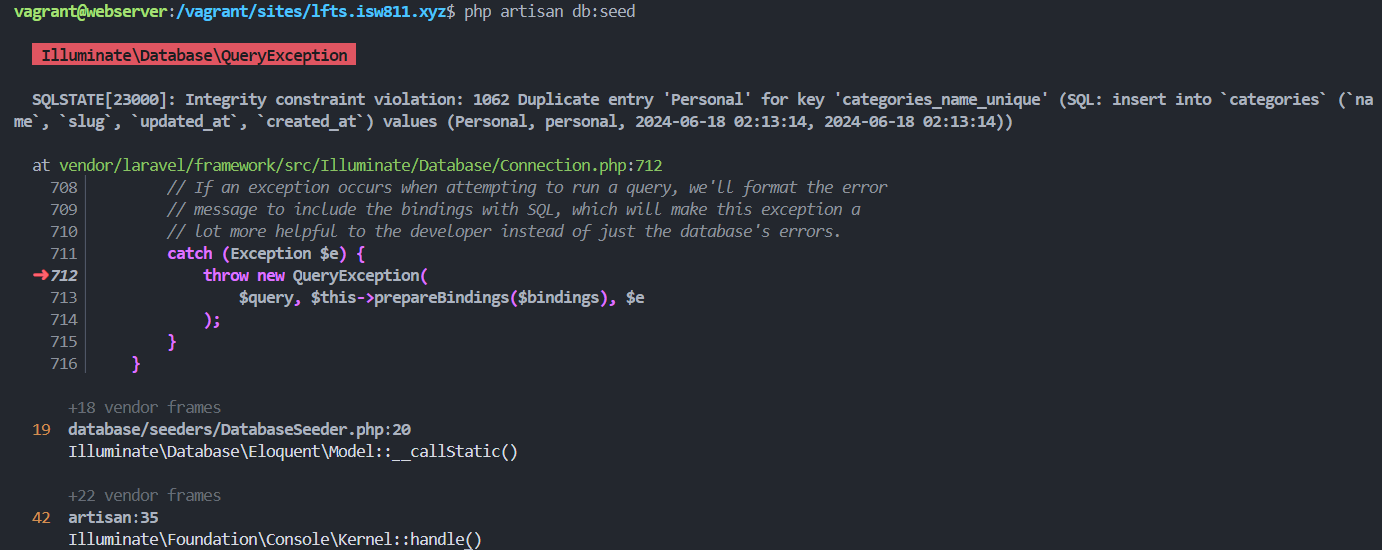 vagrant@webserver:/vagrant/sites/lfts.isw811.xyz$ php artisan db:seed
Illuminate\Database\QueryException
SQLSTATE[23000]: Integrity constraint violation: 1062 Duplicate entry 'Personal' for key 'categories_name_unique' (SQL: insert into `categories` (`na
me`, `slug`, `updated_at`, `created_at`) values (Personal, personal, 2024-06-18 02:13:14, 2024-06-18 02:13:14))
at vendor/laravel/framework/src/Illuminate/Database/Connection.php:712
708 // If an exception occurs when attempting to run a query, we'll format the error
709 // message to include the bindings with SQL, which will make this exception a
710 // lot more helpful to the developer instead of just the database's errors.
711 catch (Exception $e) {
➜712 throw new QueryException(
713 $query, $this->prepareBindings($bindings), $e
714 );
715 }
716 }
+18 vendor frames
19 database/seeders/DatabaseSeeder.php:20
Illuminate\Database\Eloquent\Model::__callStatic()
+22 vendor frames
42 artisan:35
Illuminate\Foundation\Console\Kernel::handle()